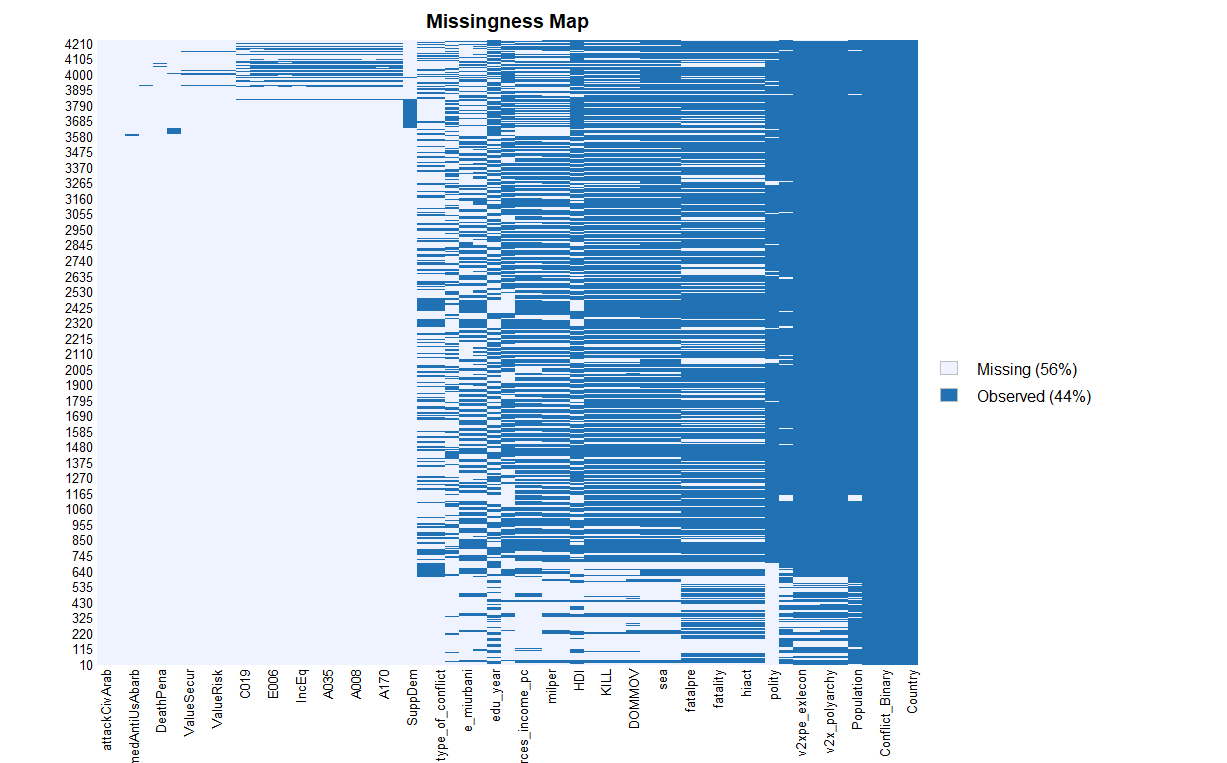 Missingness Map
4210
4105
4000
3895
3790
3685
3580
3475
3370
3265
3160
3055
2950
2845
2740
2635
2530
2425
2320
2215
2110
2005
1900
1795
1690
1585
1480
1375
1270
1165
1060
955
850
745
640
535
430
325
220
115
10
Missing (56%)
Observed (44%)
attackCivArab
medAntiUsAbarb
DeathPena
ValueSecur
ValueRisk
C019
E006
IncEq
A035
A008
A170
SuppDem
type_of_conflict
e_miurbani
edu_year
rces_income_pc
milper
HDI
KILL
DOMMOV
sea
fatalpre
fatality
hiact
polity
v2xpe_exlecon
v2x_polyarchy
Population
Conflict_Binary
Country